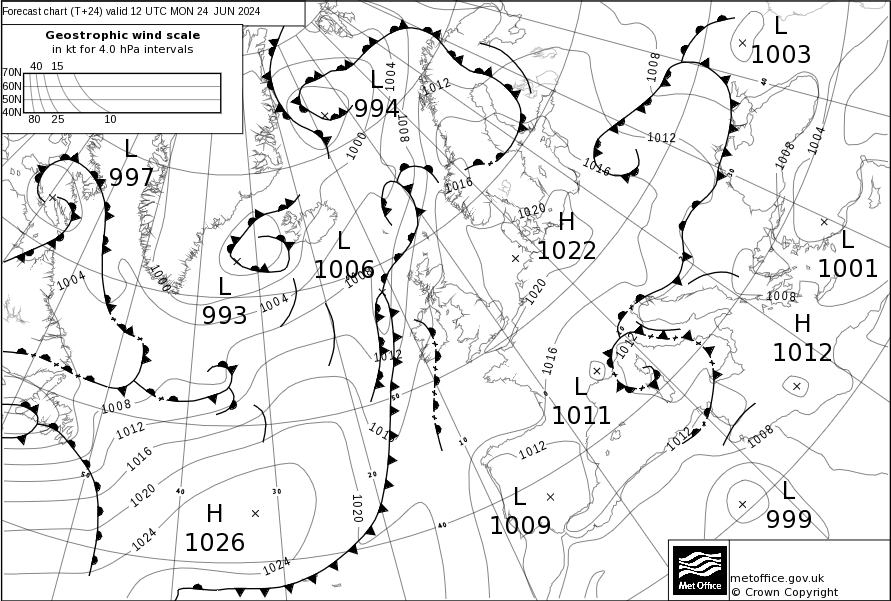 Forecast chart (T+24) valid 12 UTC MON 24 JUN 2024
Geostrophic wind scale
in kt for 4.0 hPa intervals
40 15
70N
60N
50N
40N
80 25 10
L
1003
L
994
L
997
H
1022
L
1006
L
993
L
1001
H
1012
L
1011
L
1009
L
999
H
1026
1004
1012
1008
1000
1016
1008
1012
1016
1008
1004
1020
1020
1004
1000
1004
1008
1012
1016
1012
1008
1008
1012
1016
1020
1024
1016
1020
1024
1012
1012
1008
40
30
20
10
40
50
50
40
30
metoffice.gov.uk
© Crown Copyright
Met Office